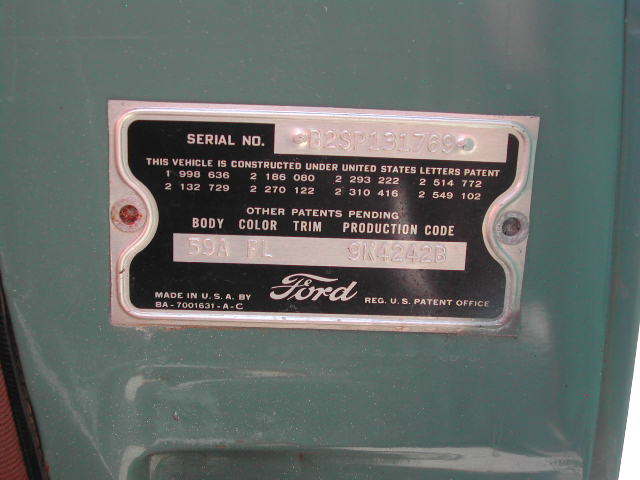 SERIAL NO. B2SP131769
THIS VEHICLE IS CONSTRUCTED UNDER UNITED STATES LETTERS PATENT
1 998 636 2 186 080 2 293 222 2 514 772
2 132 729 2 270 122 2 310 416 2 549 102
OTHER PATENTS PENDING
BODY COLOR TRIM PRODUCTION CODE
59A PL 9K4242B
MADE IN U.S.A. BY Ford REG. U.S. PATENT OFFICE
BA-7001631-A-C